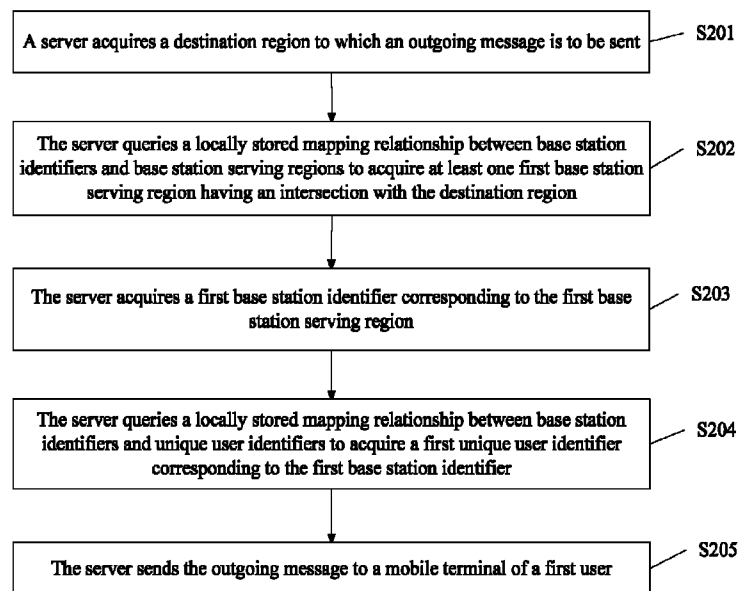 A server acquires a destination region to which an outgoing message is to be sent
S201
The server queries a locally stored mapping relationship between base station
identifiers and base station serving regions to acquire at least one first base station
serving region having an intersection with the destination region
S202
The server acquires a first base station identifier corresponding to the first base
station serving region
S203
The server queries a locally stored mapping relationship between base station
identifiers and unique user identifiers to acquire a first unique user identifier
corresponding to the first base station identifier
S204
The server sends the outgoing message to a mobile terminal of a first user
S205